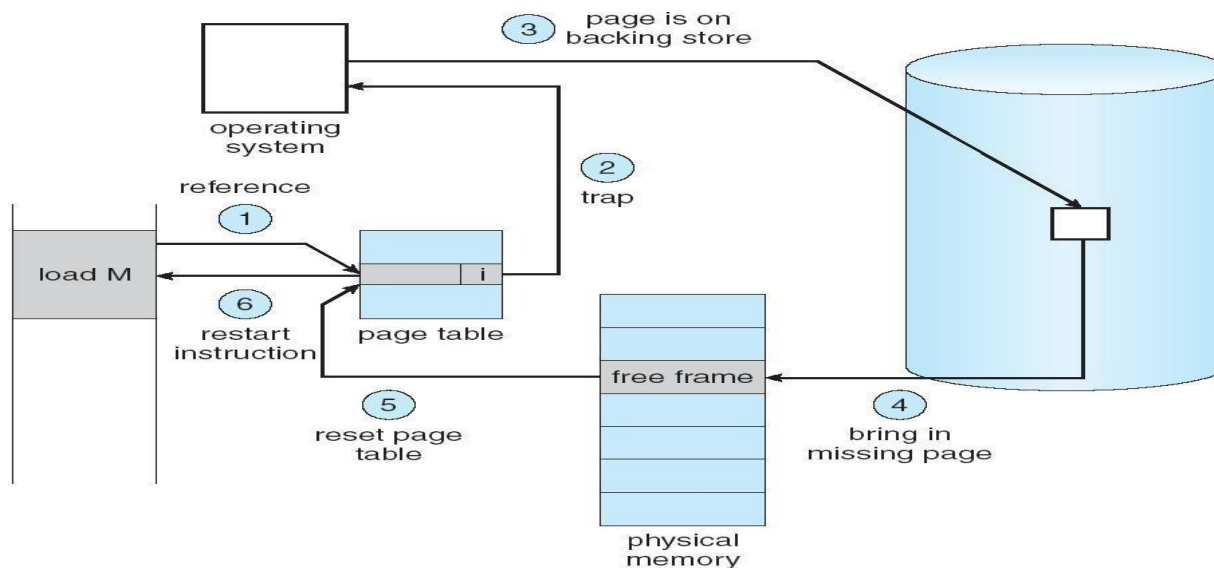 3
page is on
backing store
operating
system
2
trap
reference
1
load M
i
6
restart
instruction
page table
free frame
5
reset page
table
4
bring in
missing page
physical
memory